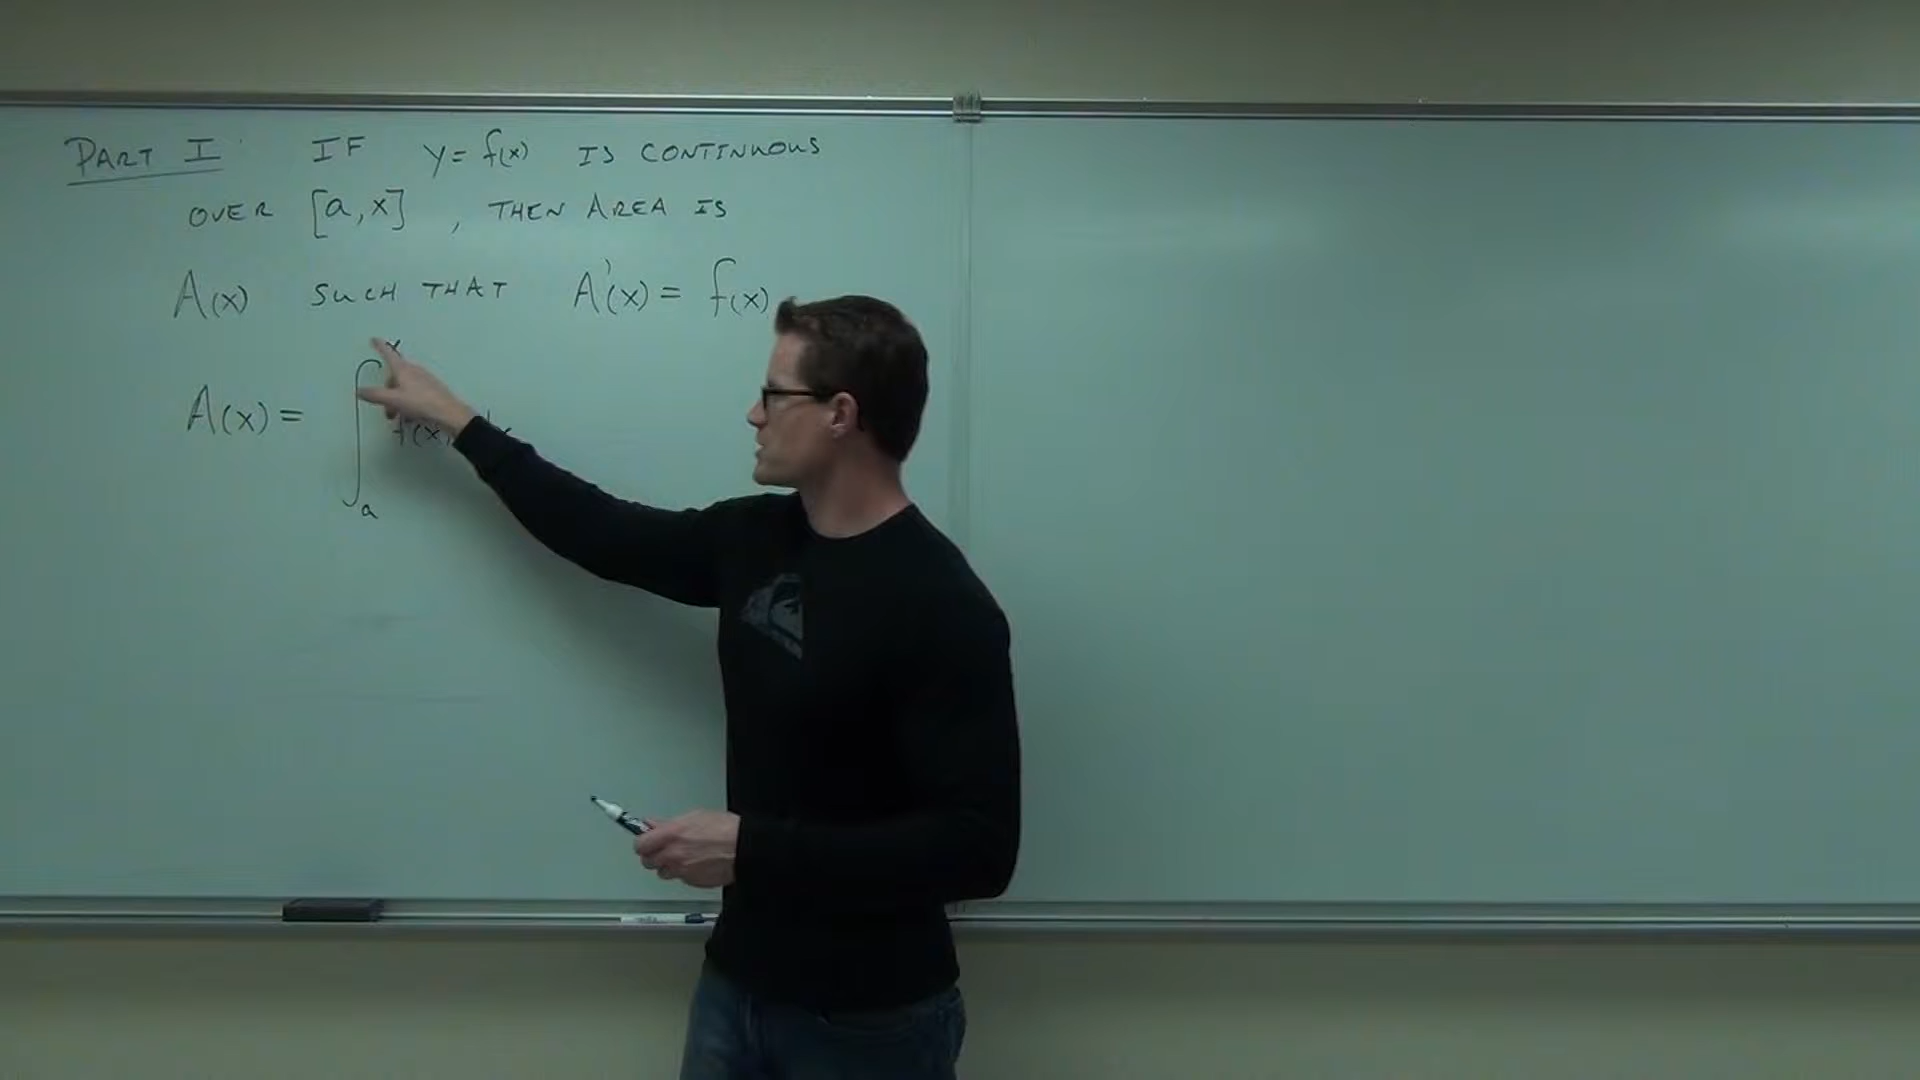 PART I: IF y = f(x) IS CONTINUOUS
OVER [a,x], THEN AREA IS
A(x) SUCH THAT A'(x) = f(x)
A(x) = ∫ₐˣ f(x) dx